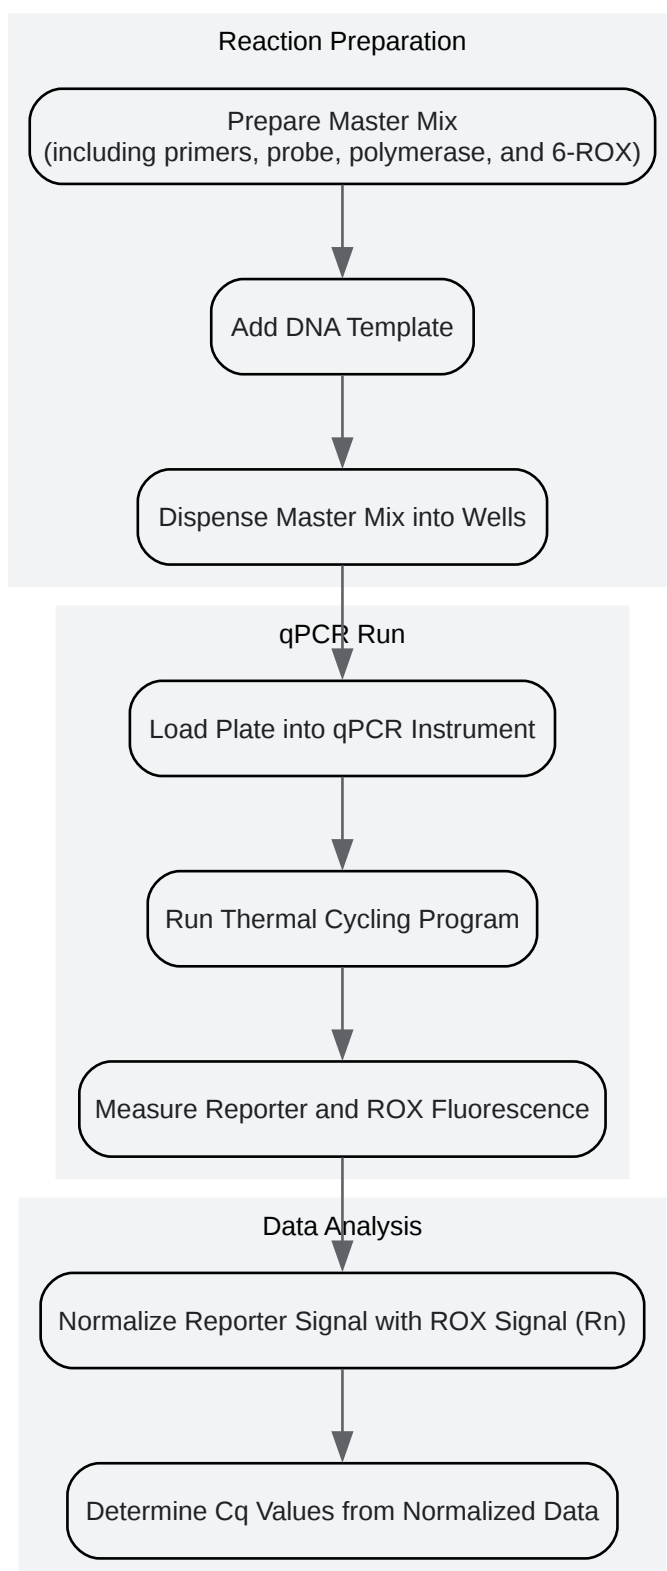 Reaction Preparation
Prepare Master Mix
(including primers, probe, polymerase, and 6-ROX)
Add DNA Template
Dispense Master Mix into Wells
qPCR Run
Load Plate into qPCR Instrument
Run Thermal Cycling Program
Measure Reporter and ROX Fluorescence
Data Analysis
Normalize Reporter Signal with ROX Signal (Rn)
Determine Cq Values from Normalized Data